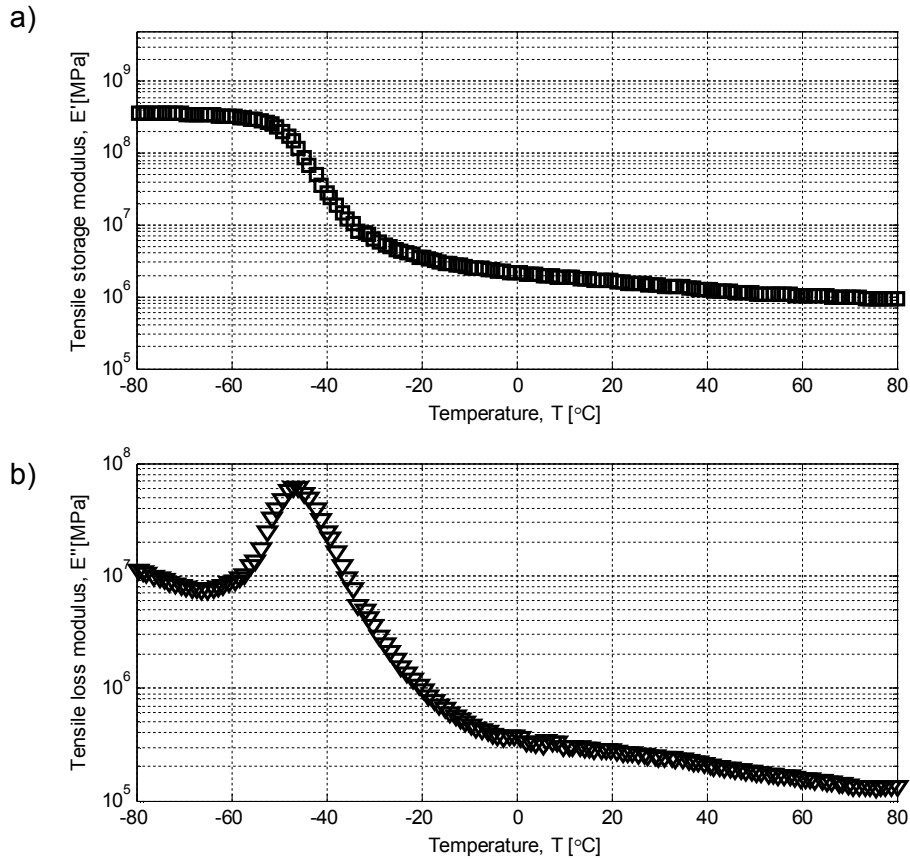 a)
Tensile storage modulus, E' [MPa]
10⁹
10⁸
10⁷
10⁶
10⁵
-80 -60 -40 -20 0 20 40 60 80
Temperature, T [°C]
b)
Tensile loss modulus, E'' [MPa]
10⁸
10⁷
10⁶
10⁵
-80 -60 -40 -20 0 20 40 60 80
Temperature, T [°C]